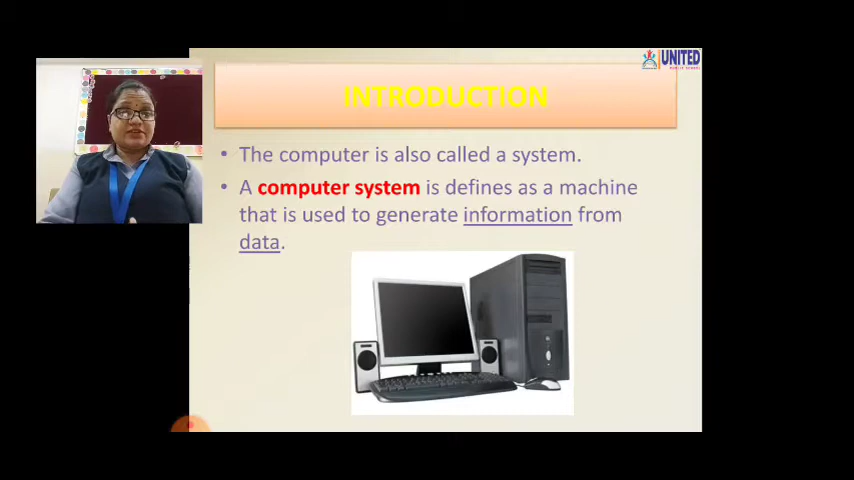 UNITED
INTRODUCTION
• The computer is also called a system.
• A computer system is defines as a machine
that is used to generate information from
data.